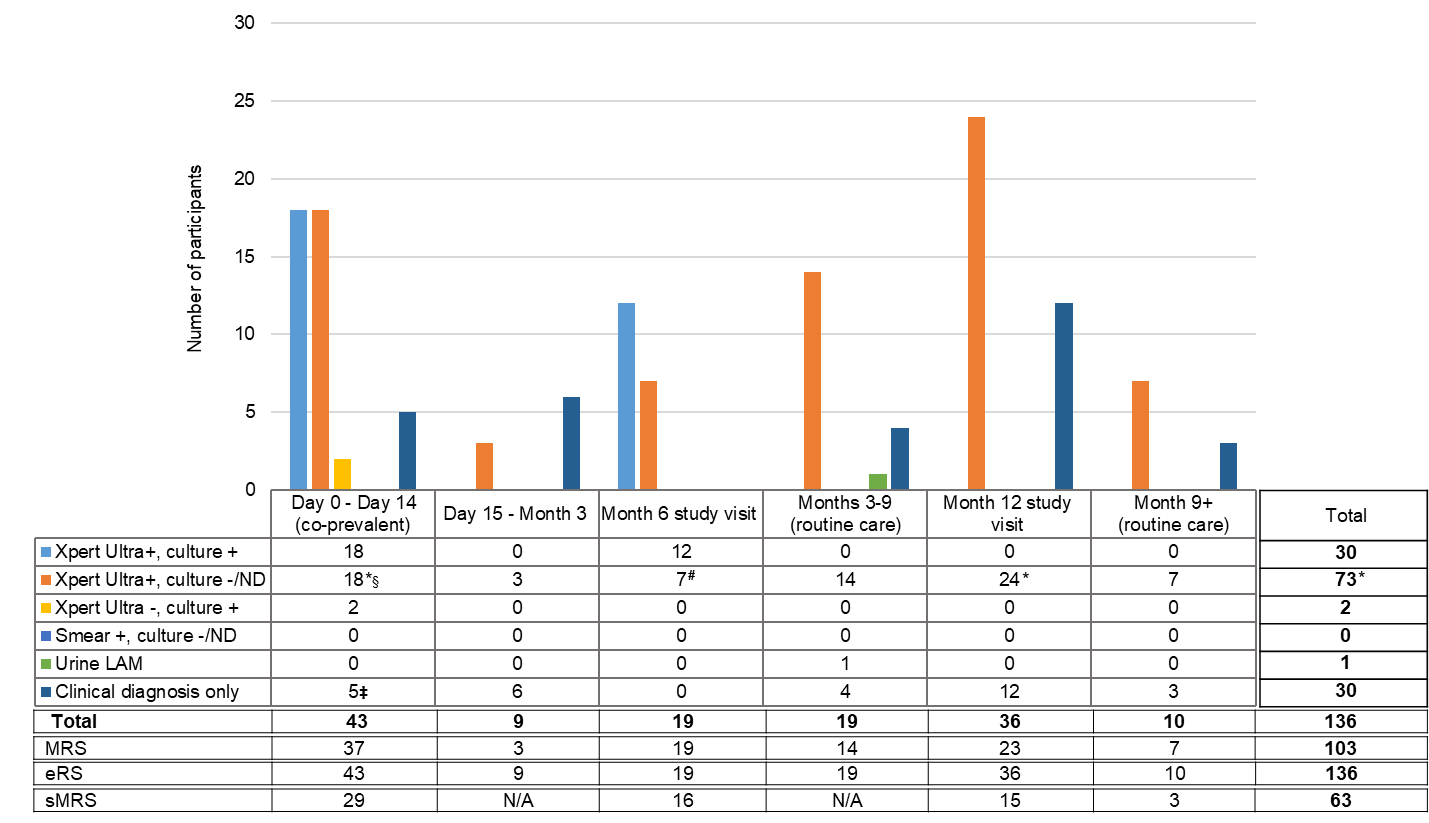 30
25
20
15
10
5
0
Number of participants
Day 0 - Day 14 (co-prevalent) Day 15 - Month 3 Month 6 study visit Months 3-9 (routine care) Month 12 study visit Month 9+ (routine care) Total
Xpert Ultra+, culture + 18 0 12 0 0 0 30
Xpert Ultra+, culture -/ND 18*§ 3 7# 14 24* 7 73*
Xpert Ultra -, culture + 2 0 0 0 0 0 2
Smear +, culture -/ND 0 0 0 0 0 0 0
Urine LAM 0 0 0 1 0 0 1
Clinical diagnosis only 5‡ 6 0 4 12 3 30
Total 43 9 19 19 36 10 136
MRS 37 3 19 14 23 7 103
eRS 43 9 19 19 36 10 136
sMRS 29 N/A 16 N/A 15 3 63